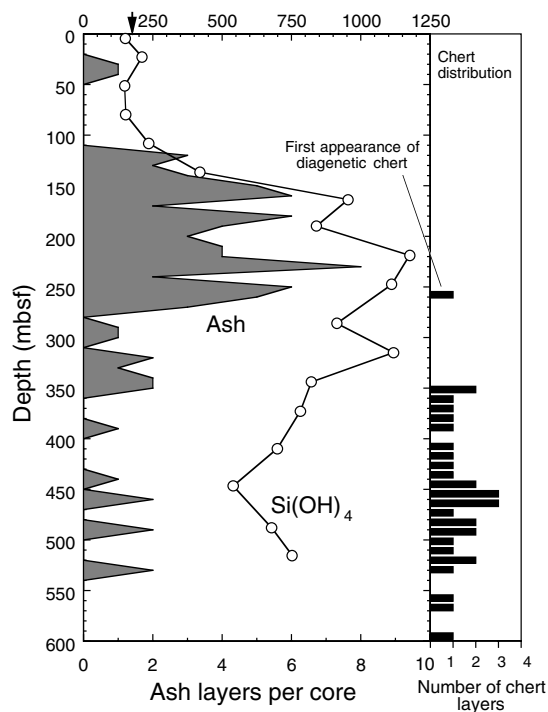 0 250 500 750 1000 1250
Chert
distribution
First appearance of
diagenetic chert
0
50
100
150
200
250
300
350
400
450
500
550
600
Depth (mbsf)
Ash
Si(OH)4
0 2 4 6 8 10
Ash layers per core
1 2 3 4
Number of chert
layers